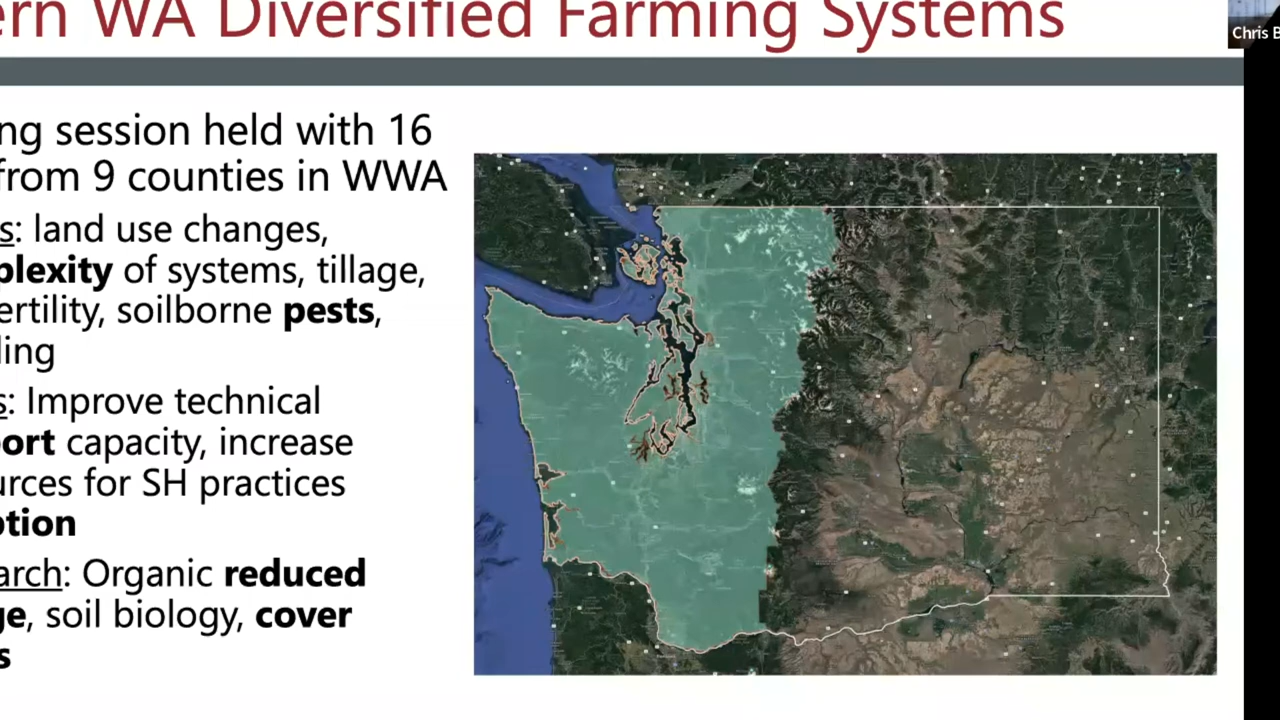 ern WA Diversified Farming Systems
Chris B
ng session held with 16
from 9 counties in WWA
s: land use changes,
plexity of systems, tillage,
ertility, soilborne pests,
ling
s: Improve technical
ort capacity, increase
urces for SH practices
ption
arch: Organic reduced
ge, soil biology, cover
s